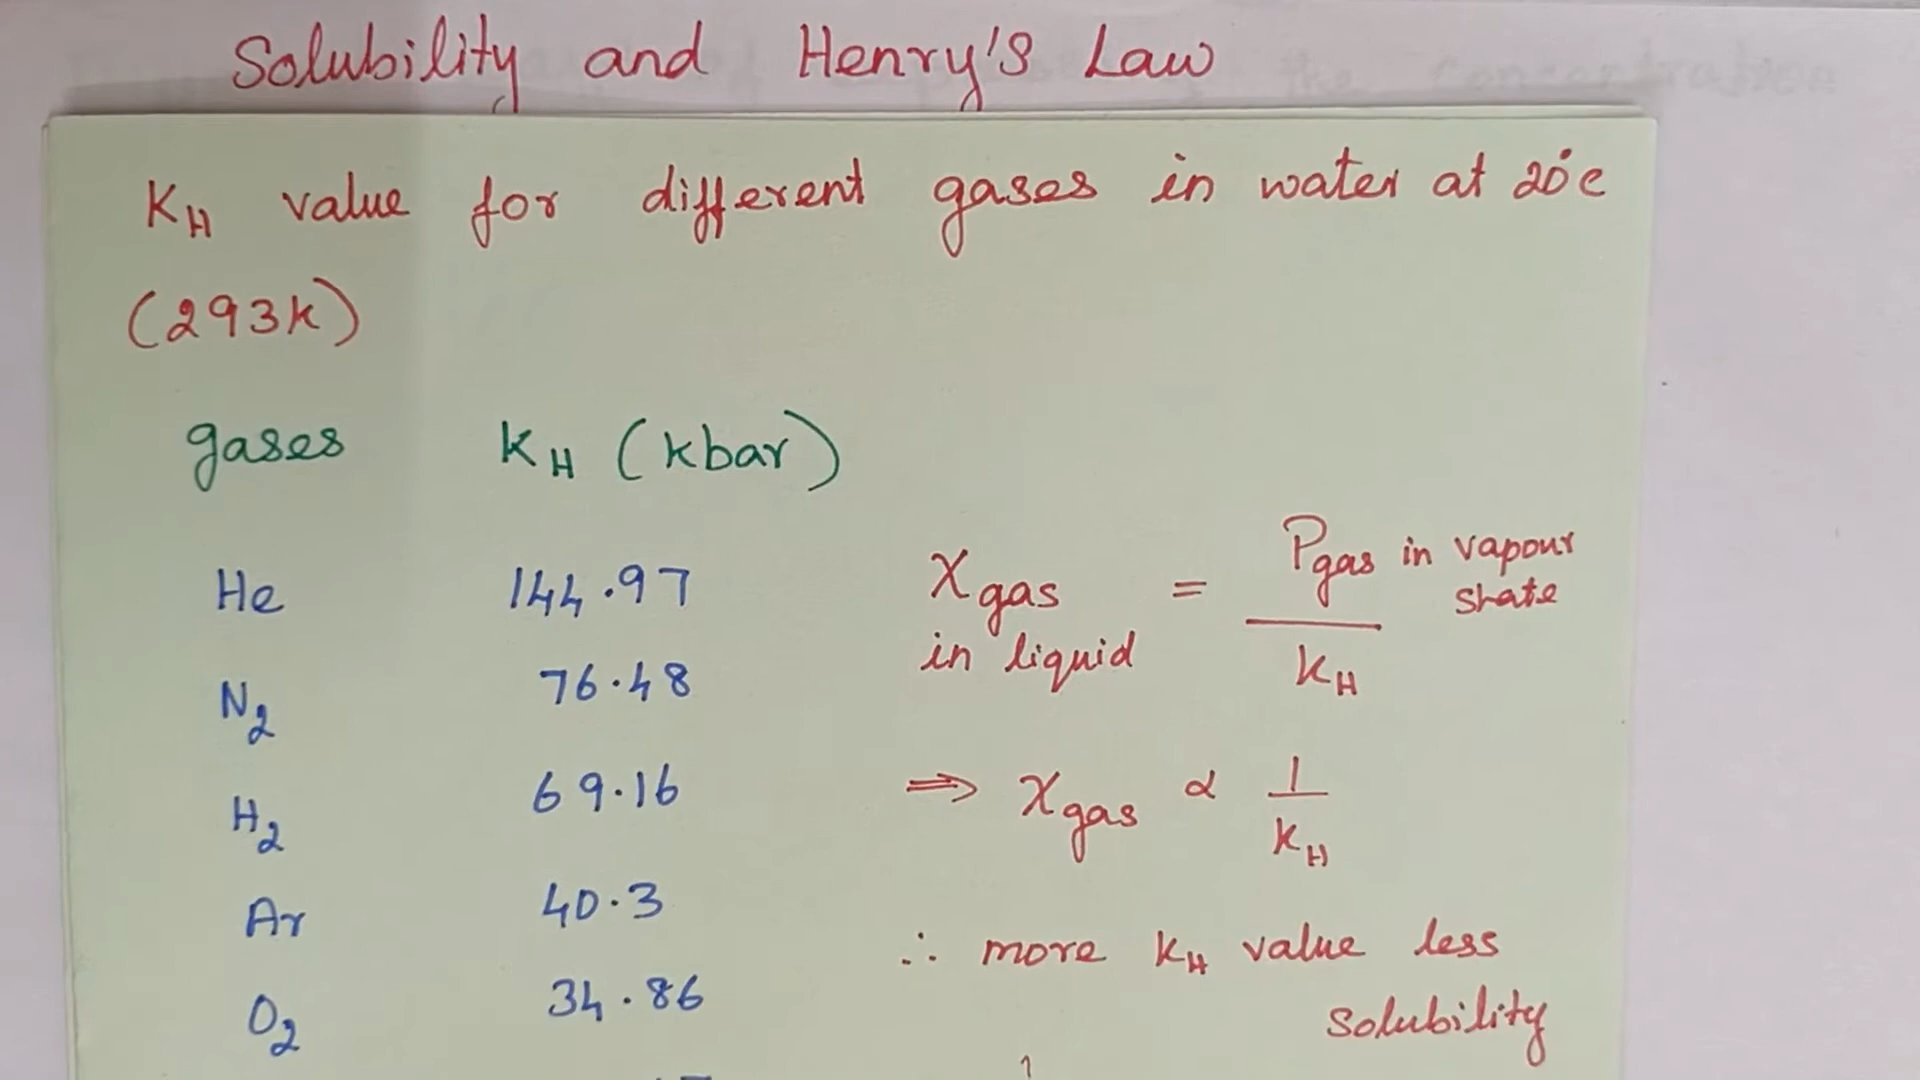 Solubility and Henry's Law
KH value for different gases in water at 20°c
(293k)
gases KH (kbar)
He 144.97
N2 76.48
H2 69.16
Ar 40.3
O2 34.86
Xgas in liquid = Pgas in vapour state / KH
⇒ Xgas ∝ 1 / KH
∴ more KH value less
solubility